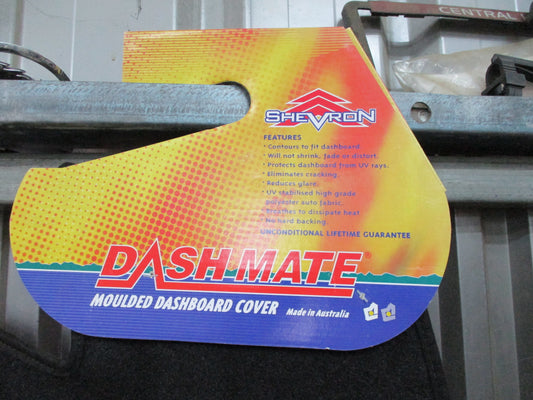 CENTRAL
SHEVRON
FEATURES
· Contours to fit dashboard
· Will not shrink, fade or distort.
· Protects dashboard from UV rays.
· Eliminates cracking.
· Reduces glare.
· UV stabilised high grade
polyester auto fabric.
· Breathes to dissipate heat
· No hard backing.
UNCONDITIONAL LIFETIME GUARANTEE
DASH MATE®
MOULDED DASHBOARD COVER
Made in Australia